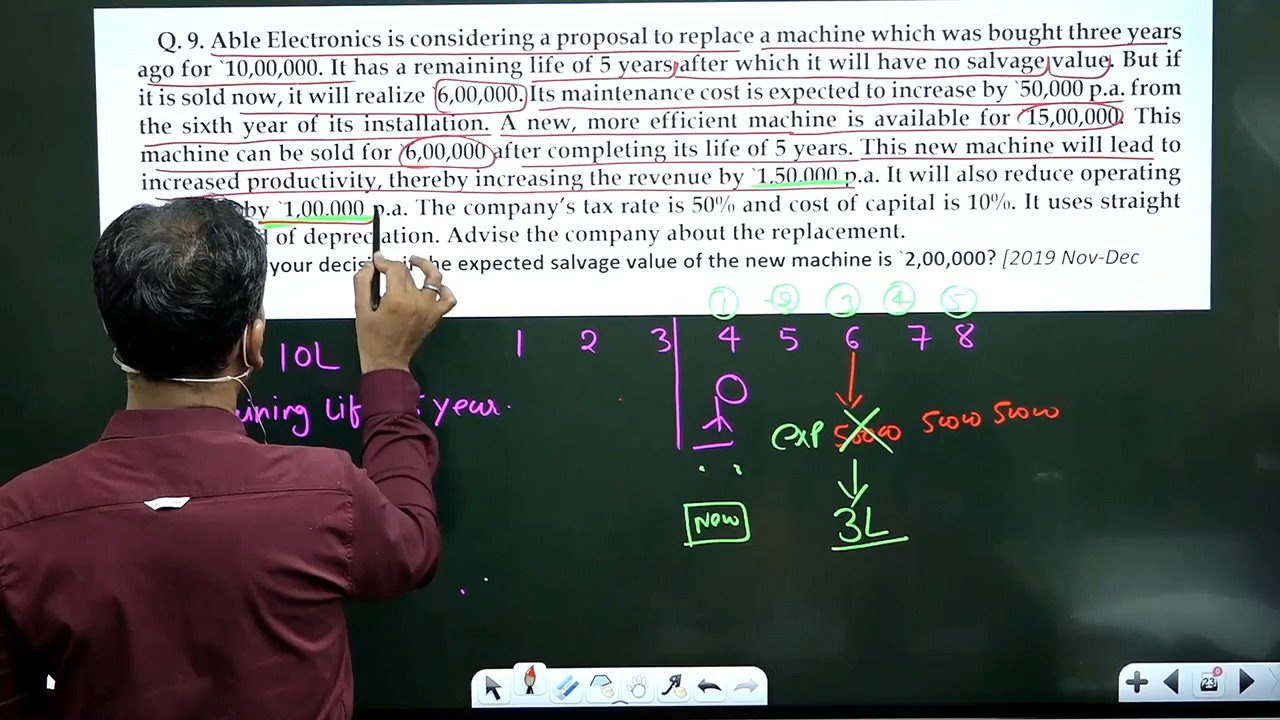 Q. 9. Able Electronics is considering a proposal to replace a machine which was bought three years
ago for `10,00,000. It has a remaining life of 5 years, after which it will have no salvage value. But if
it is sold now, it will realize `6,00,000. Its maintenance cost is expected to increase by `50,000 p.a. from
the sixth year of its installation. A new, more efficient machine is available for `15,00,000. This
machine can be sold for `6,00,000 after completing its life of 5 years. This new machine will lead to
increased productivity, thereby increasing the revenue by `1,50,000 p.a. It will also reduce operating
by `1,00,000 p.a. The company's tax rate is 50% and cost of capital is 10%. It uses straight
of depreciation. Advise the company about the replacement.
your the expected salvage value of the new machine is `2,00,000? [2019 Nov-Dec
1 2 3 4 5
10L 1 2 3 4 5 6 7 8
year.
exp 50000 50000
Now 3L
23